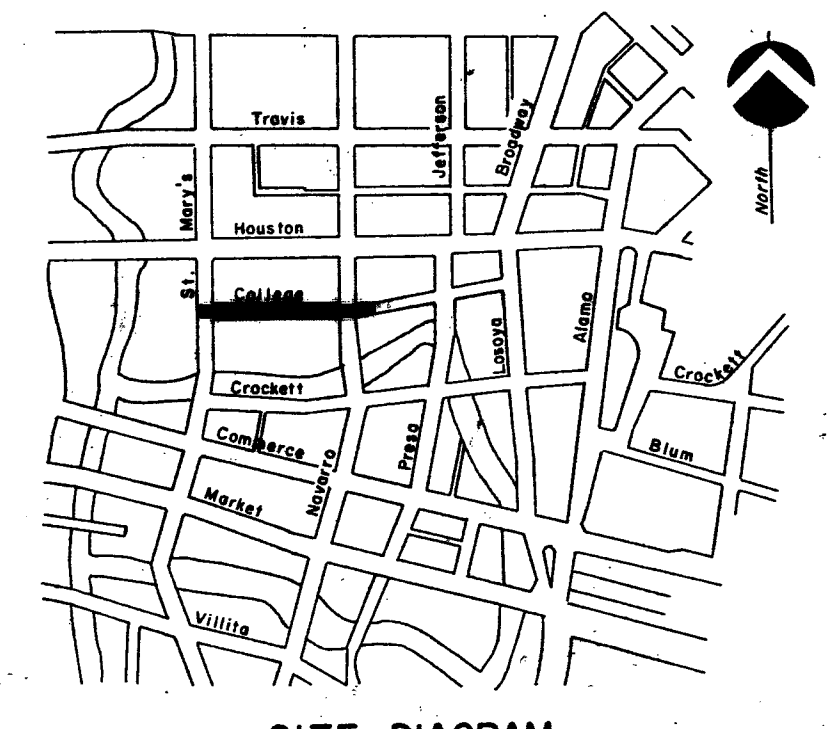 Travis
Jefferson
Broadway
North
St. Mary's
Houston
College
Losoya
Alamo
Crockett
Crockett
Commerce
Navarro
Presa
Blum
Market
Villita
SITE DIAGRAM